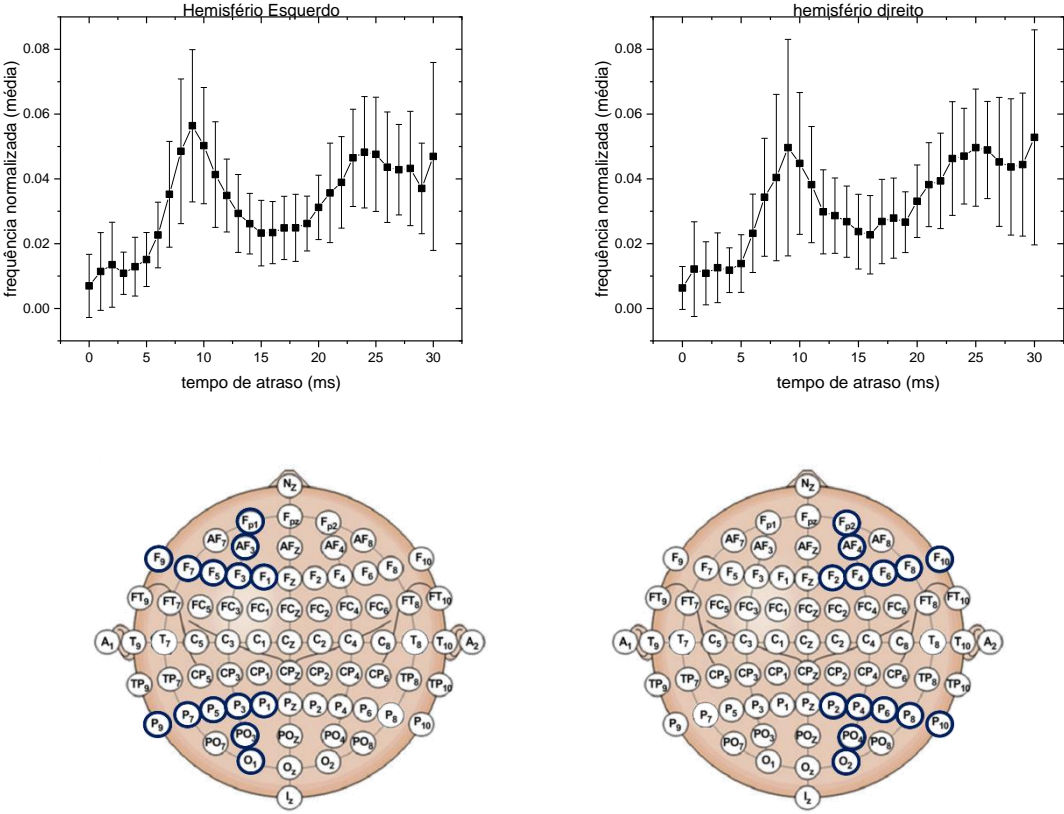 Hemisfério Esquerdo
0.08
0.06
0.04
0.02
0.00
frequência normalizada (média)
0 5 10 15 20 25 30
tempo de atraso (ms)
hemisfério direito
0.08
0.06
0.04
0.02
0.00
frequência normalizada (média)
0 5 10 15 20 25 30
tempo de atraso (ms)
Nz
Fp1 Fpz Fp2
AF7 AF3 AFZ AF4 AF8
F9 F7 F5 F3 F1 FZ F2 F4 F6 F8 F10
FT9 FT7 FC5 FC3 FC1 FCZ FC2 FC4 FC6 FT8 FT10
A1 T9 T7 C5 C3 C1 CZ C2 C4 C8 T8 T10 A2
TP9 TP7 CP5 CP3 CP1 CPZ CP2 CP4 CP6 TP8 TP10
P9 P7 P5 P3 P1 PZ P2 P4 P6 P8 P10
PO7 PO3 POZ PO4 PO8
O1 Oz O2
Iz
Nz
Fp1 Fpz Fp2
AF7 AF3 AFZ AF4 AF8
F9 F7 F5 F3 F1 FZ F2 F4 F6 F8 F10
FT9 FT7 FC5 FC3 FC1 FCZ FC2 FC4 FC6 FT8 FT10
A1 T9 T7 C5 C3 C1 CZ C2 C4 C8 T8 T10 A2
TP9 TP7 CP5 CP3 CP1 CPZ CP2 CP4 CP6 TP8 TP10
P9 P7 P5 P3 P1 PZ P2 P4 P6 P8 P10
PO7 PO3 POZ PO4 PO8
O1 Oz O2
Iz